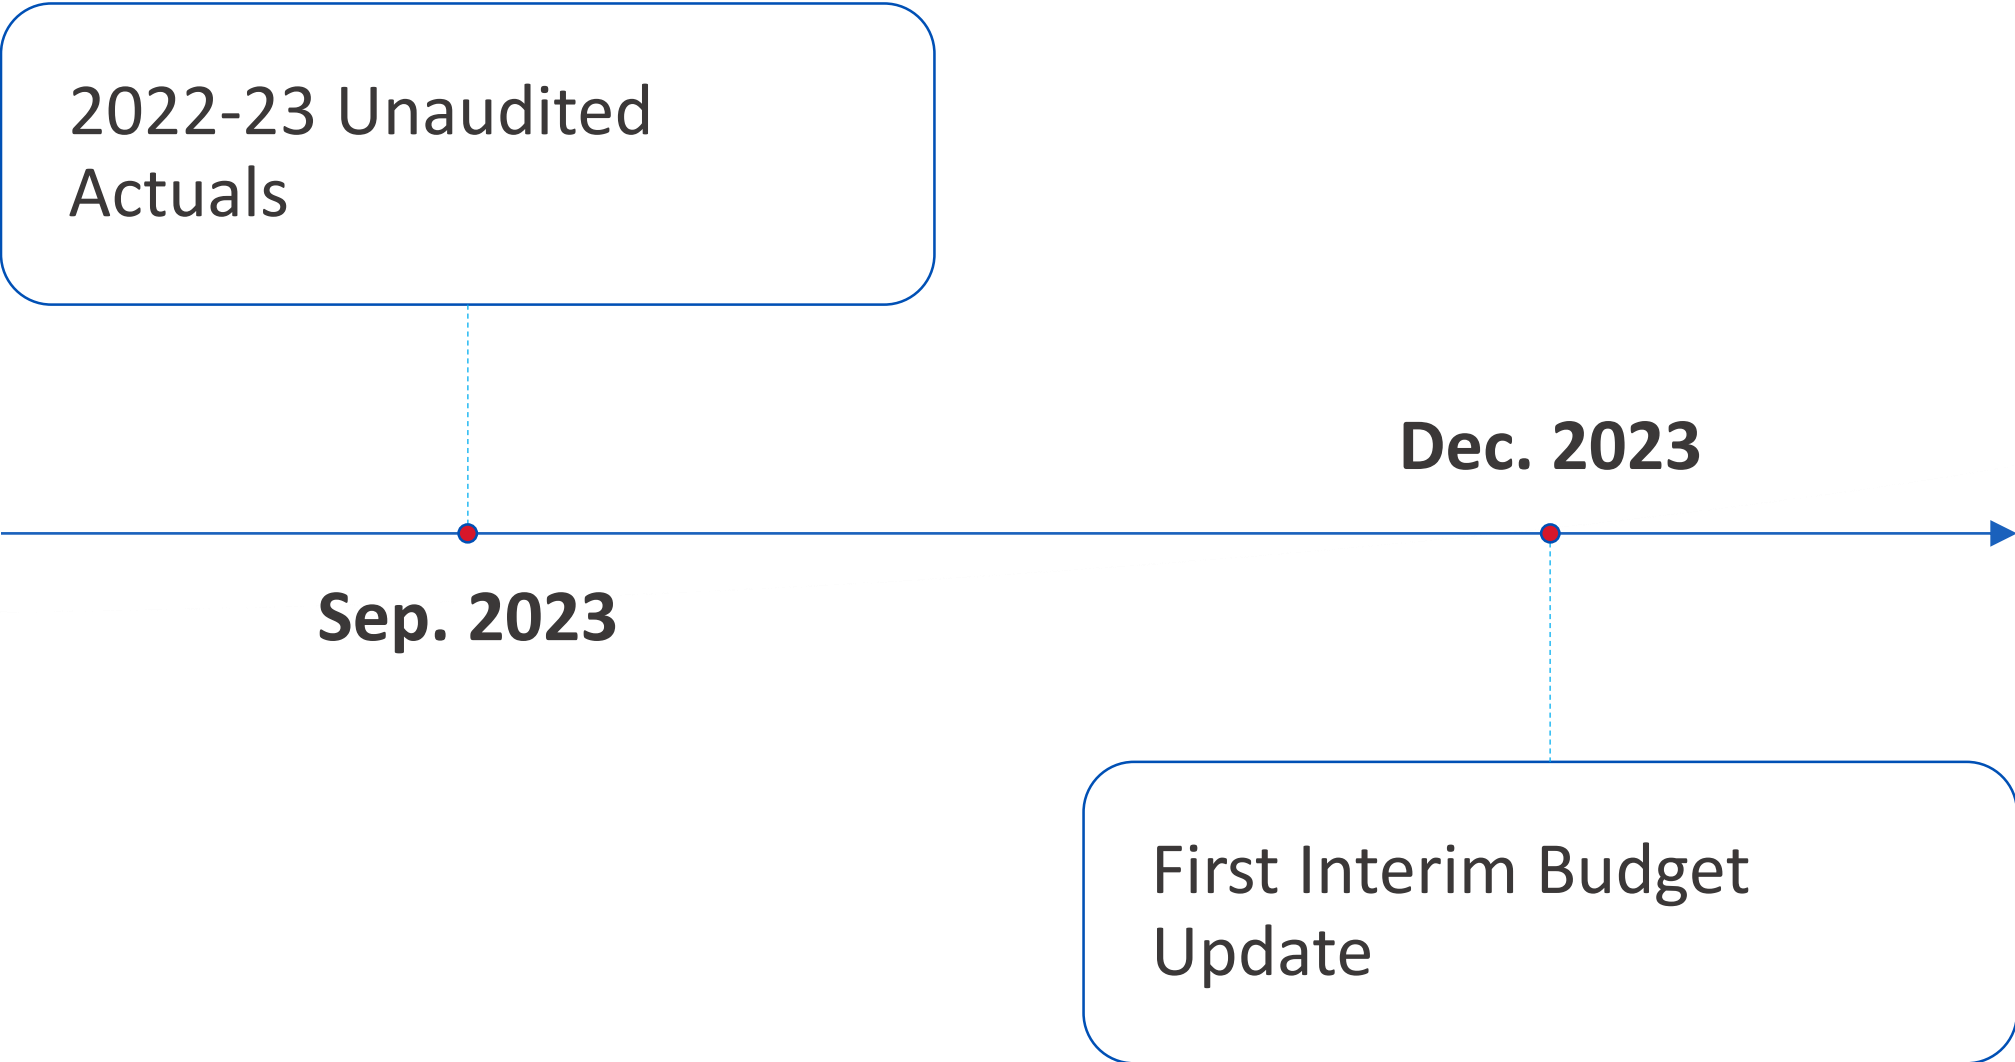 2022-23 Unaudited
Actuals
Dec. 2023
Sep. 2023
First Interim Budget
Update